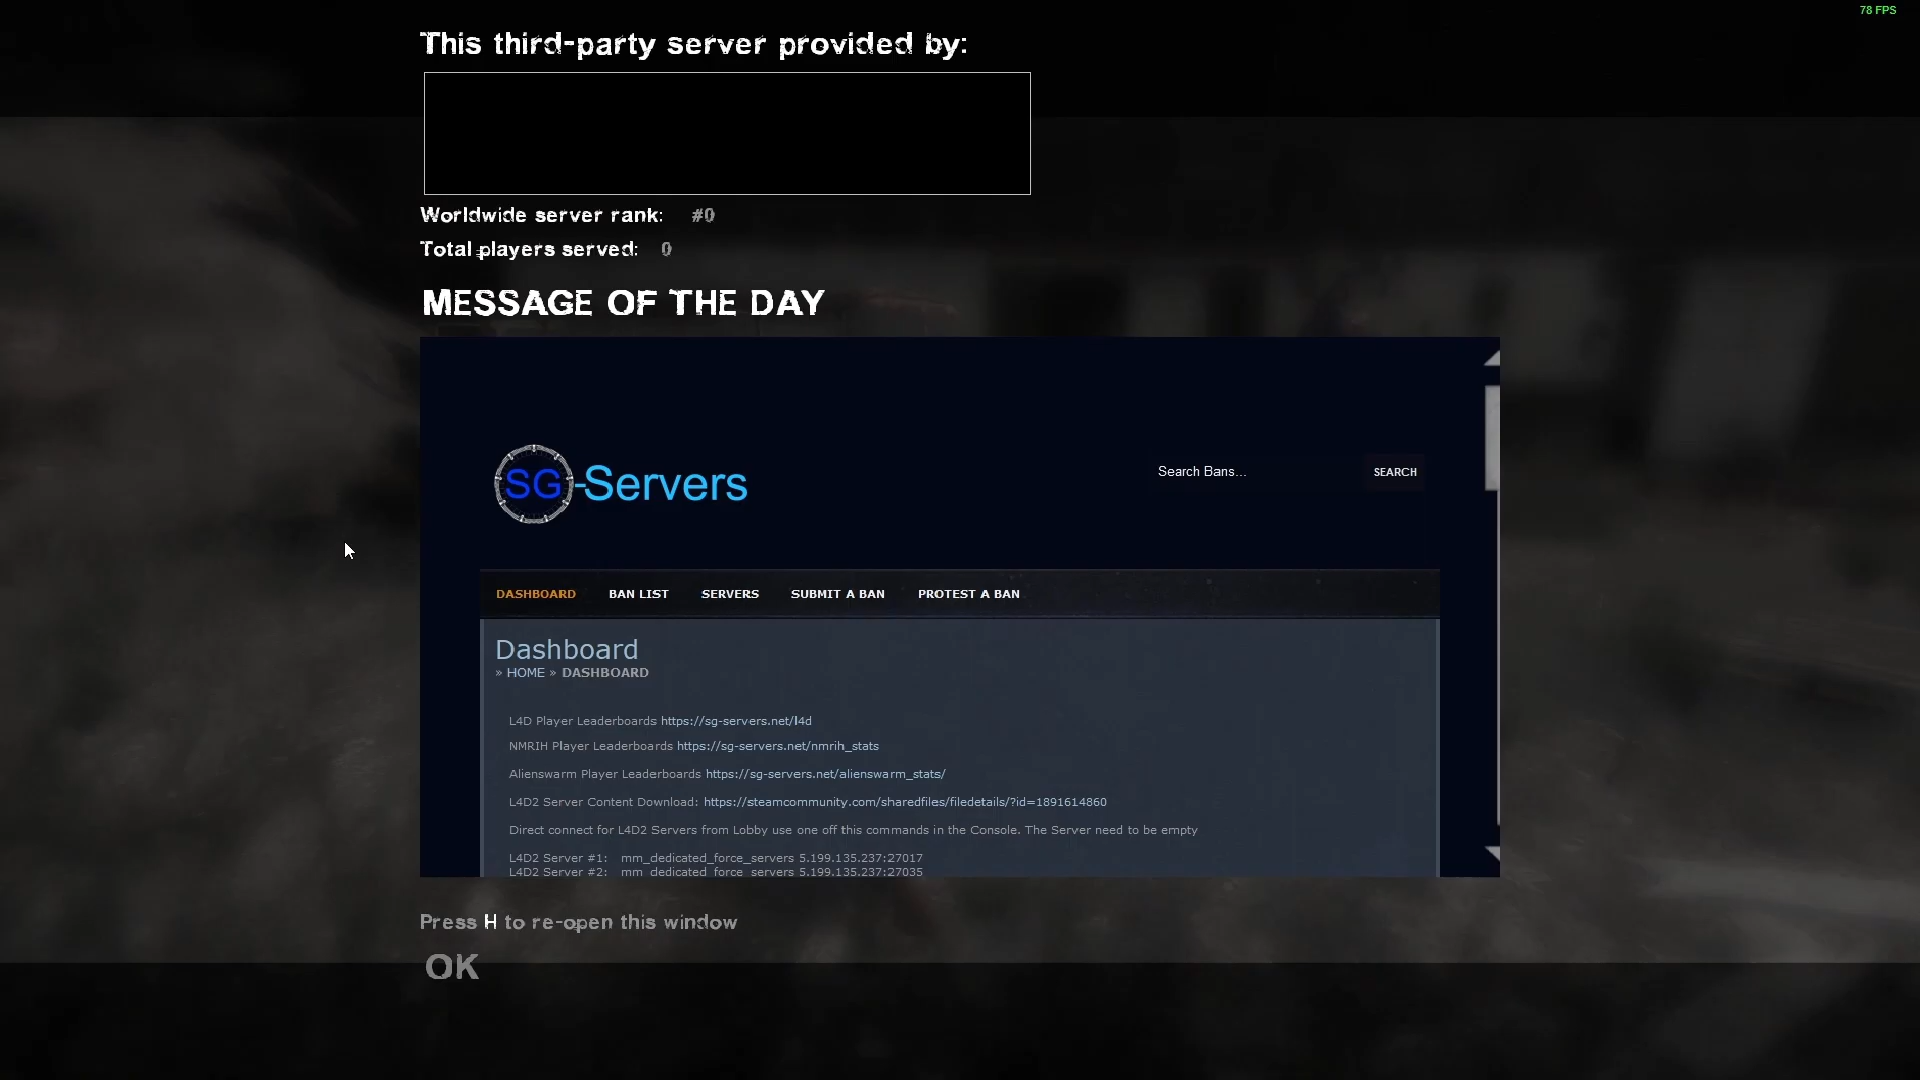 78 FPS
This third-party server provided by:
Worldwide server rank: #0
Total players served: 0
MESSAGE OF THE DAY
SG-Servers
Search Bans... SEARCH
DASHBOARD BAN LIST SERVERS SUBMIT A BAN PROTEST A BAN
Dashboard
» HOME » DASHBOARD
L4D Player Leaderboards https://sg-servers.net/l4d
NMRIH Player Leaderboards https://sg-servers.net/nmrih_stats
Alienswarm Player Leaderboards https://sg-servers.net/alienswarm_stats/
L4D2 Server Content Download: https://steamcommunity.com/sharedfiles/filedetails/?id=1891614860
Direct connect for L4D2 Servers from Lobby use one off this commands in the Console. The Server need to be empty
L4D2 Server #1: mm_dedicated_force_servers 5.199.135.237:27017
L4D2 Server #2: mm_dedicated_force_servers 5.199.135.237:27035
Press H to re-open this window
OK